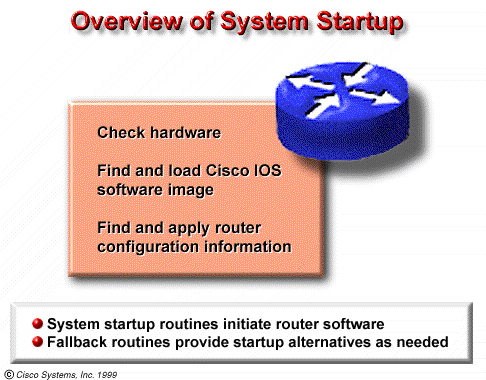 Overview of System Startup
Check hardware
Find and load Cisco IOS
software image
Find and apply router
configuration information
System startup routines initiate router software
Fallback routines provide startup alternatives as needed
© Cisco Systems, Inc. 1999